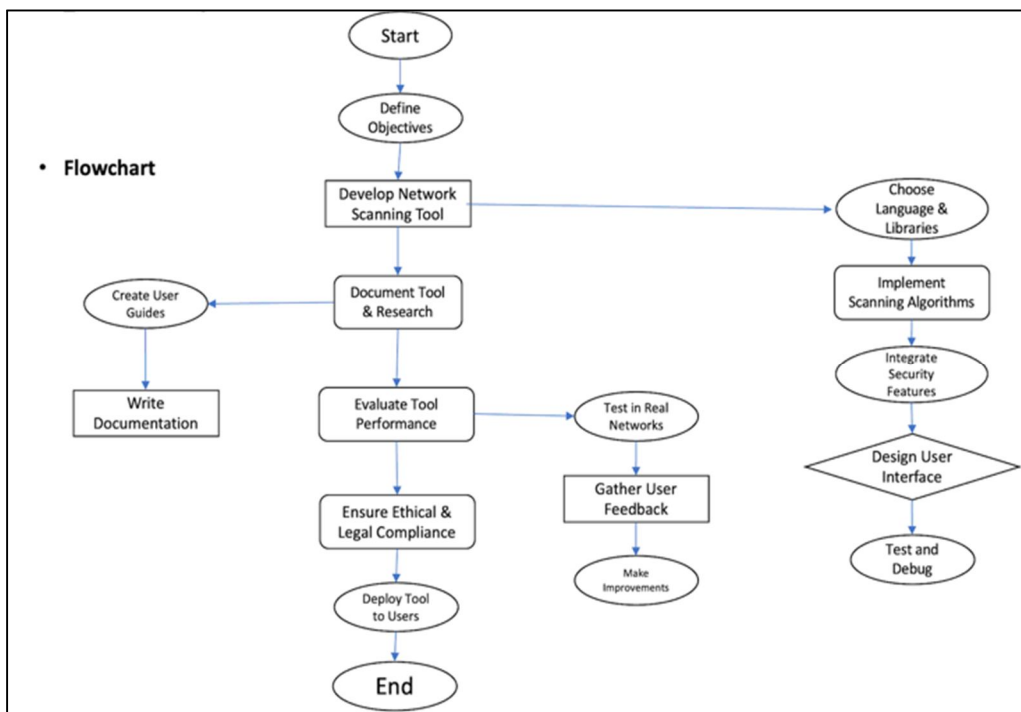 Start
Define
Objectives
• Flowchart
Develop Network
Scanning Tool
Choose
Language &
Libraries
Document Tool
& Research
Create User
Guides
Implement
Scanning Algorithms
Write
Documentation
Evaluate Tool
Performance
Test in Real
Networks
Integrate
Security
Features
Design User
Interface
Ensure Ethical &
Legal Compliance
Gather User
Feedback
Test and
Debug
Deploy Tool
to Users
Make
Improvements
End